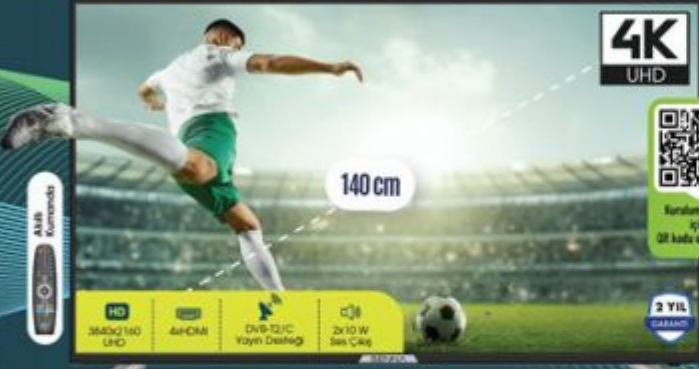 4K
UHD
140 cm
Akıllı
Kumanda
HD
3840x2160
UHD
4xHDMI
DVB-T2/C
Yayın Desteği
2x10 W
Ses Çıkış
2 YIL
GARANTİ